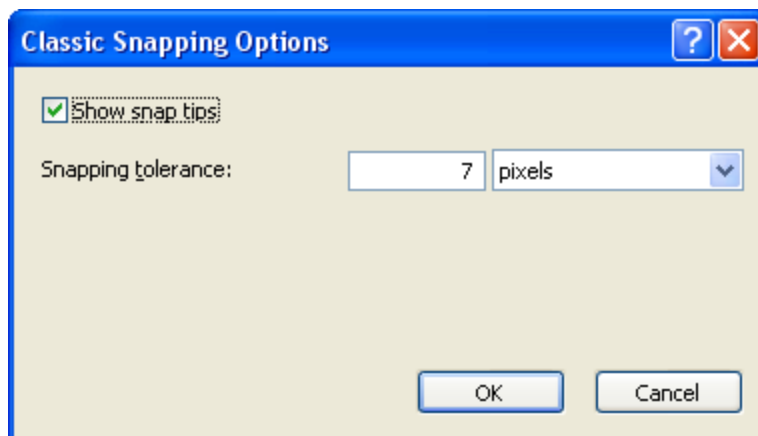 Classic Snapping Options ?
Show snap tips
Snapping tolerance: 7 pixels
OK Cancel